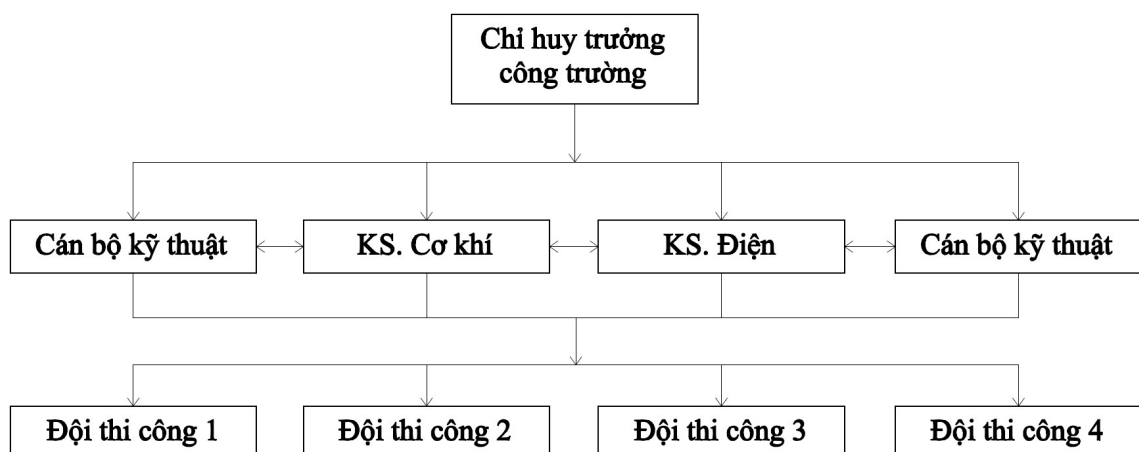 Chỉ huy trưởng
công trường
Cán bộ kỹ thuật
KS. Cơ khí
KS. Điện
Cán bộ kỹ thuật
Đội thi công 1
Đội thi công 2
Đội thi công 3
Đội thi công 4